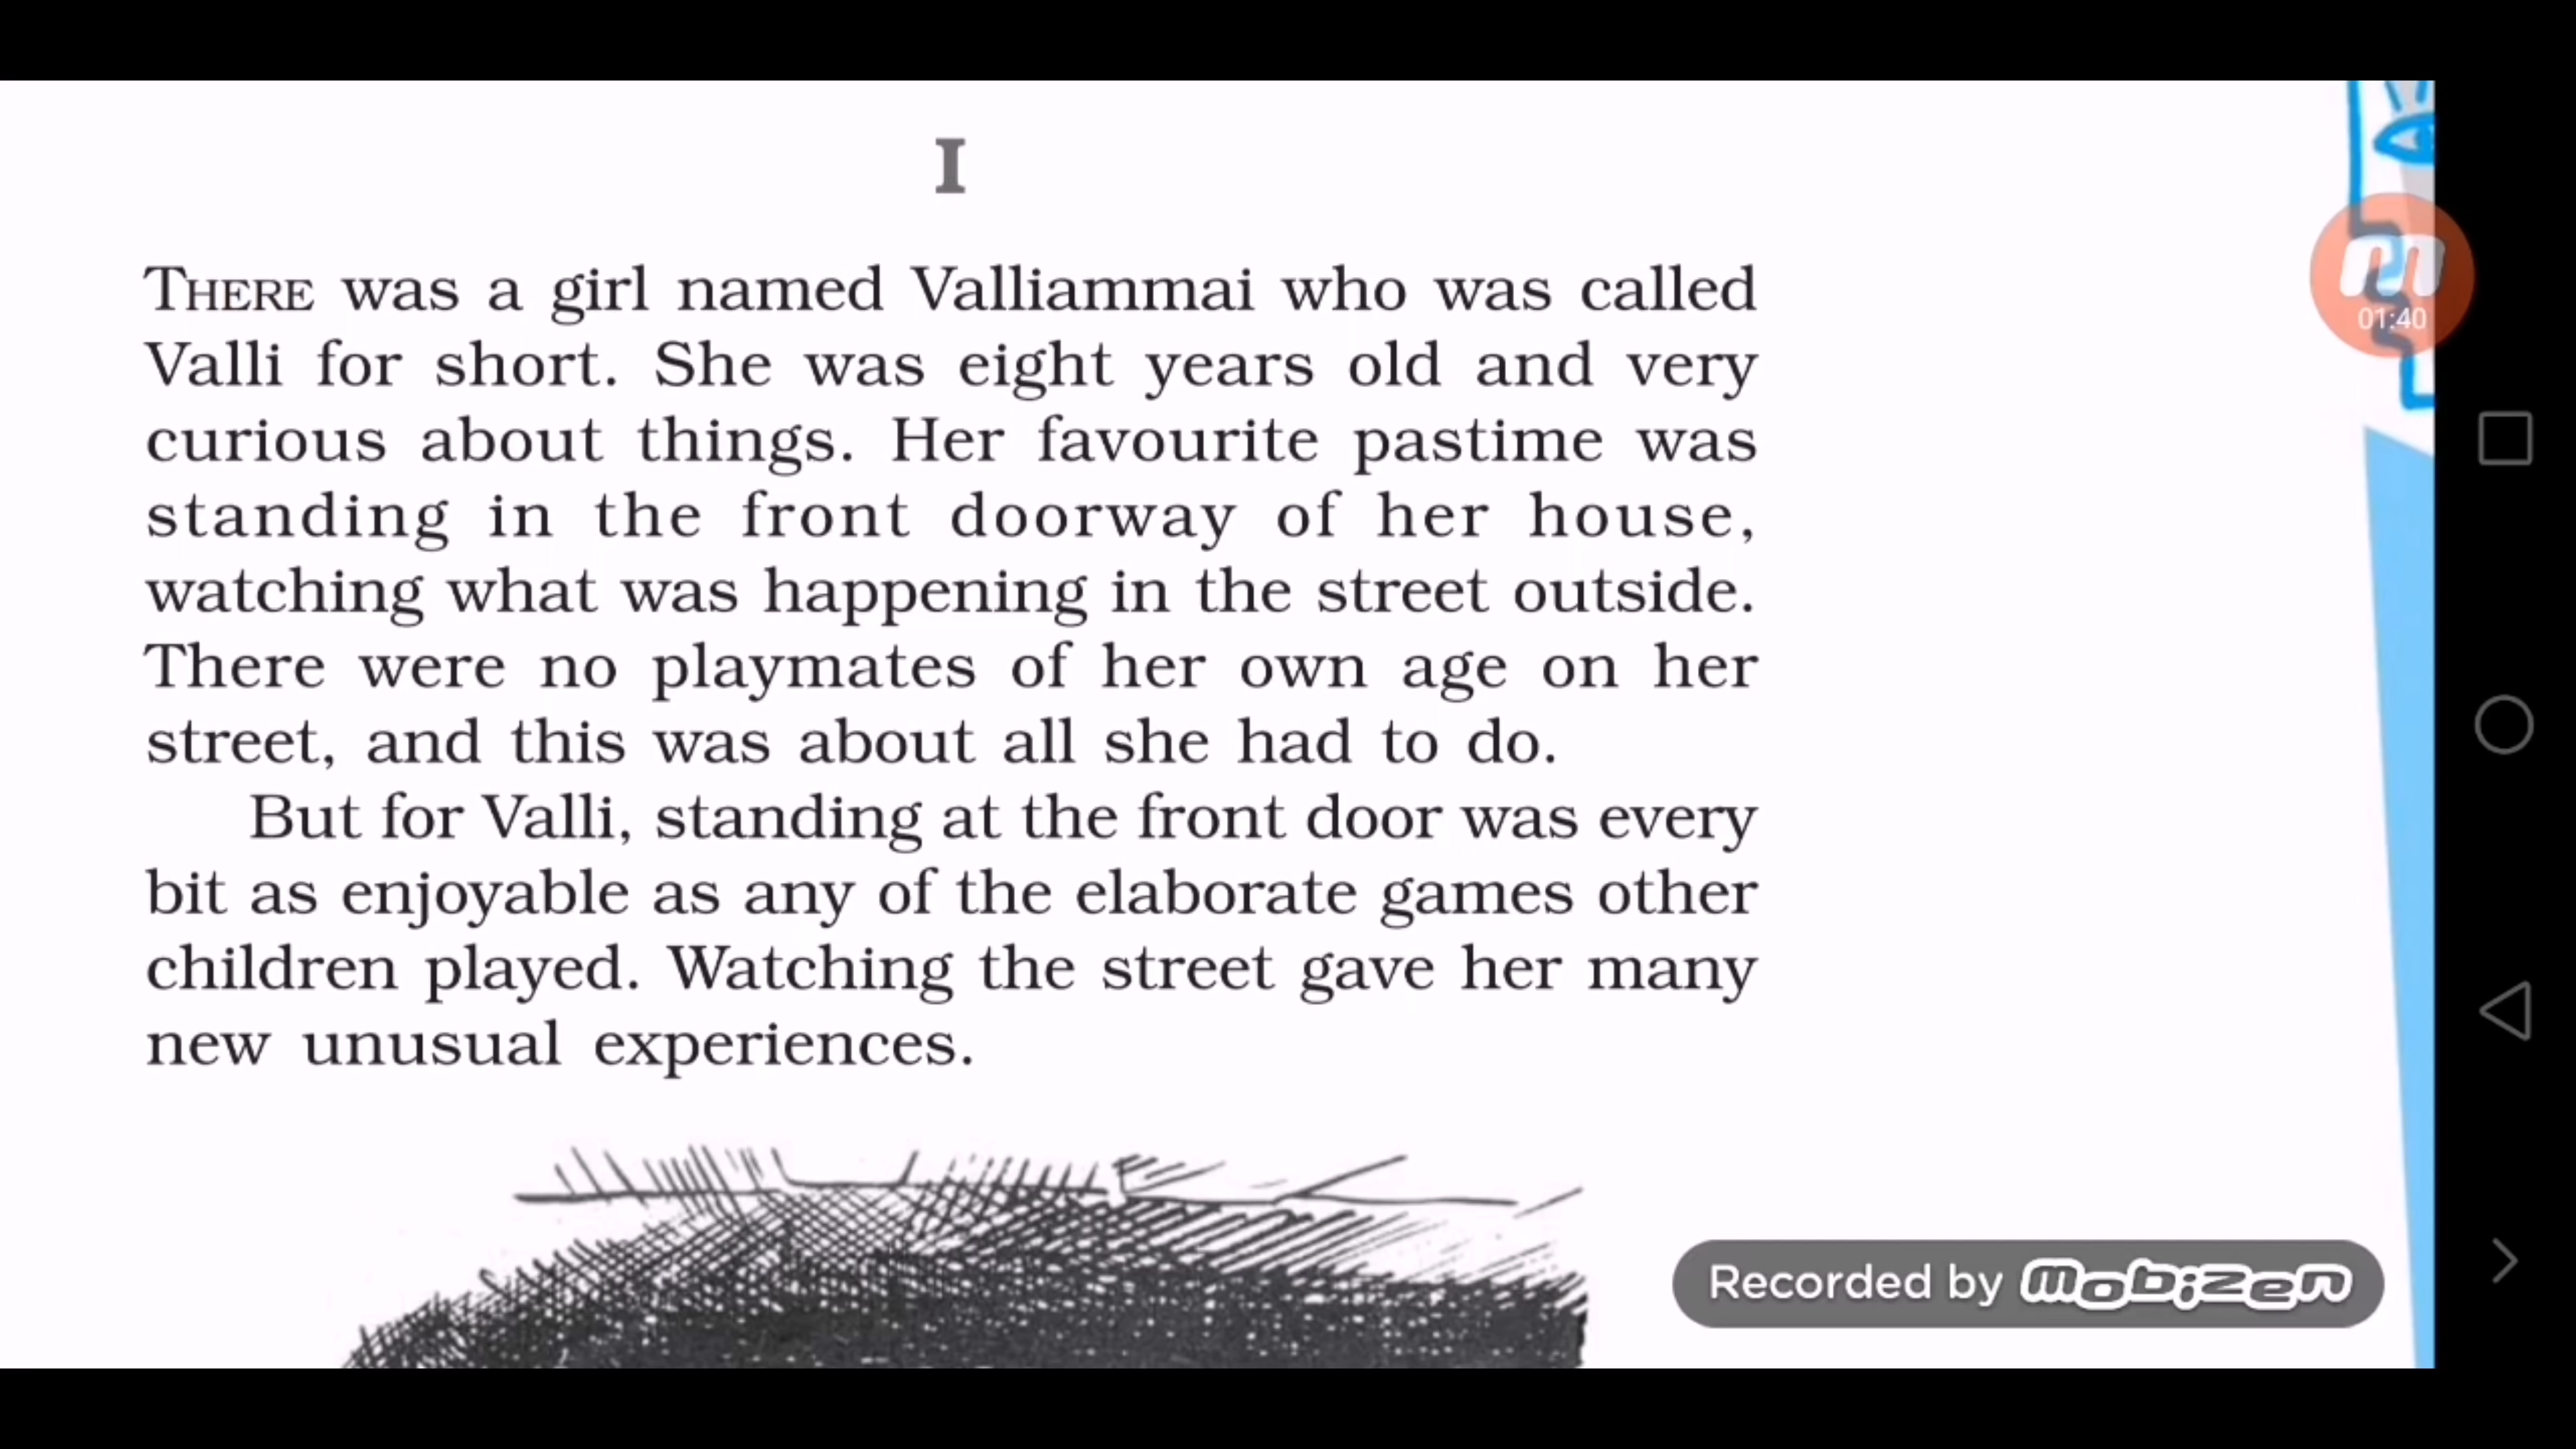 I
THERE was a girl named Valliammai who was called
Valli for short. She was eight years old and very
curious about things. Her favourite pastime was
standing in the front doorway of her house,
watching what was happening in the street outside.
There were no playmates of her own age on her
street, and this was about all she had to do.
But for Valli, standing at the front door was every
bit as enjoyable as any of the elaborate games other
children played. Watching the street gave her many
new unusual experiences.
01:40
Recorded by mobizen